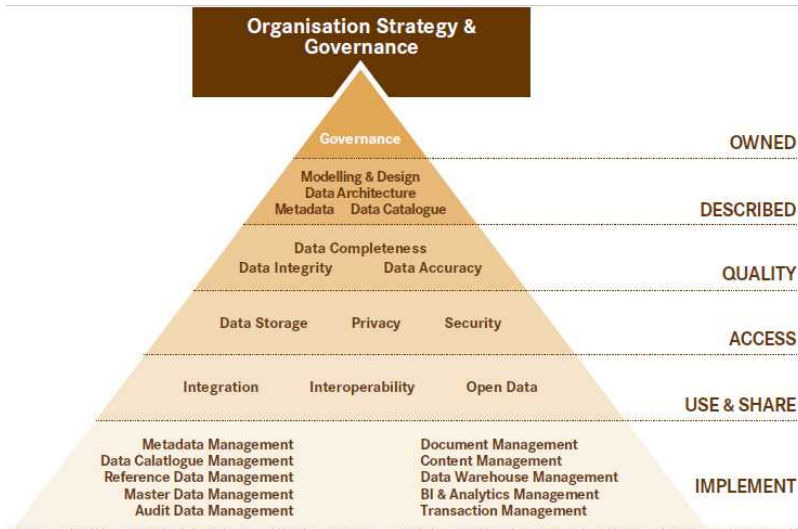 Organisation Strategy &
Governance
Governance
OWNED
Modelling & Design
Data Architecture
Metadata Data Catalogue
DESCRIBED
Data Completeness
Data Integrity Data Accuracy
QUALITY
Data Storage Privacy Security
ACCESS
Integration Interoperability Open Data
USE & SHARE
Metadata Management
Data Calatlogue Management
Reference Data Management
Master Data Management
Audit Data Management
Document Management
Content Management
Data Warehouse Management
BI & Analytics Management
Transaction Management
IMPLEMENT